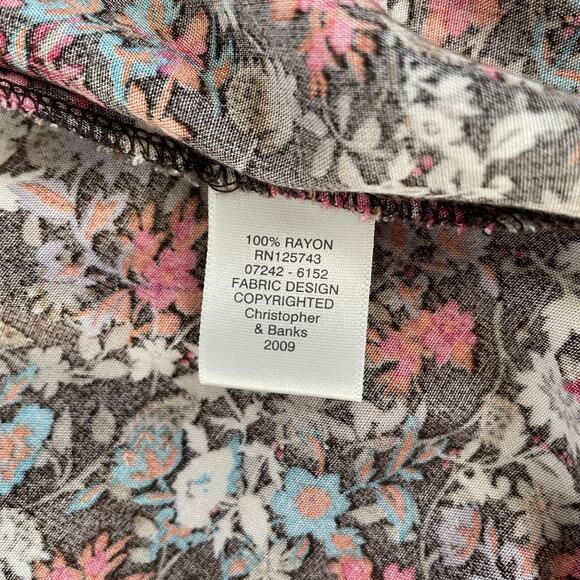 100% RAYON
RN125743
07242 - 6152
FABRIC DESIGN
COPYRIGHTED
Christopher
& Banks
2009